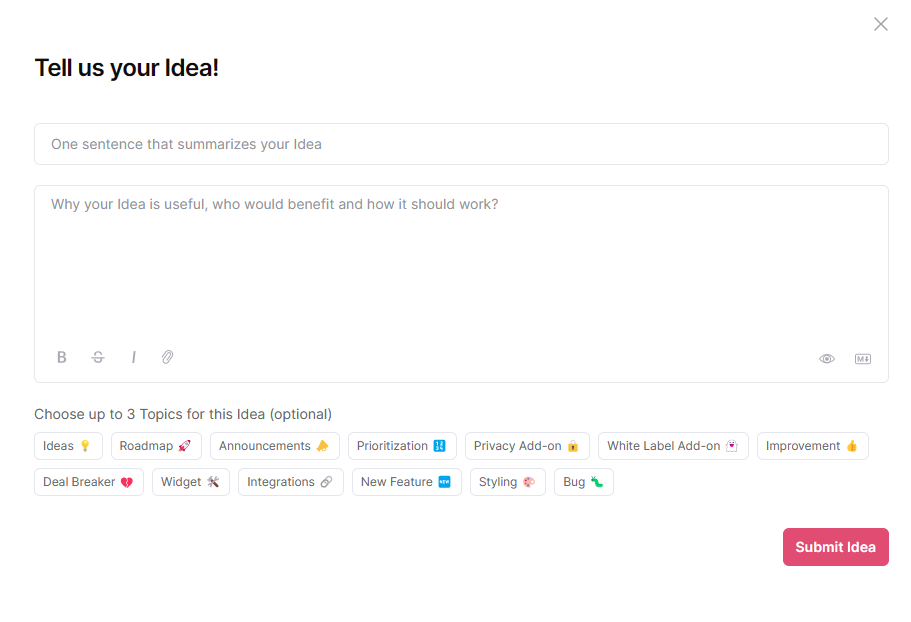 Tell us your Idea!
One sentence that summarizes your Idea
Why your Idea is useful, who would benefit and how it should work?
B S I M
Choose up to 3 Topics for this Idea (optional)
Ideas 💡 Roadmap 🚀 Announcements 📣 Prioritization 🔢 Privacy Add-on 🔒 White Label Add-on 👻 Improvement 👍
Deal Breaker 💔 Widget 🛠 Integrations 🔗 New Feature 🆕 Styling 🎨 Bug 🐛
Submit Idea